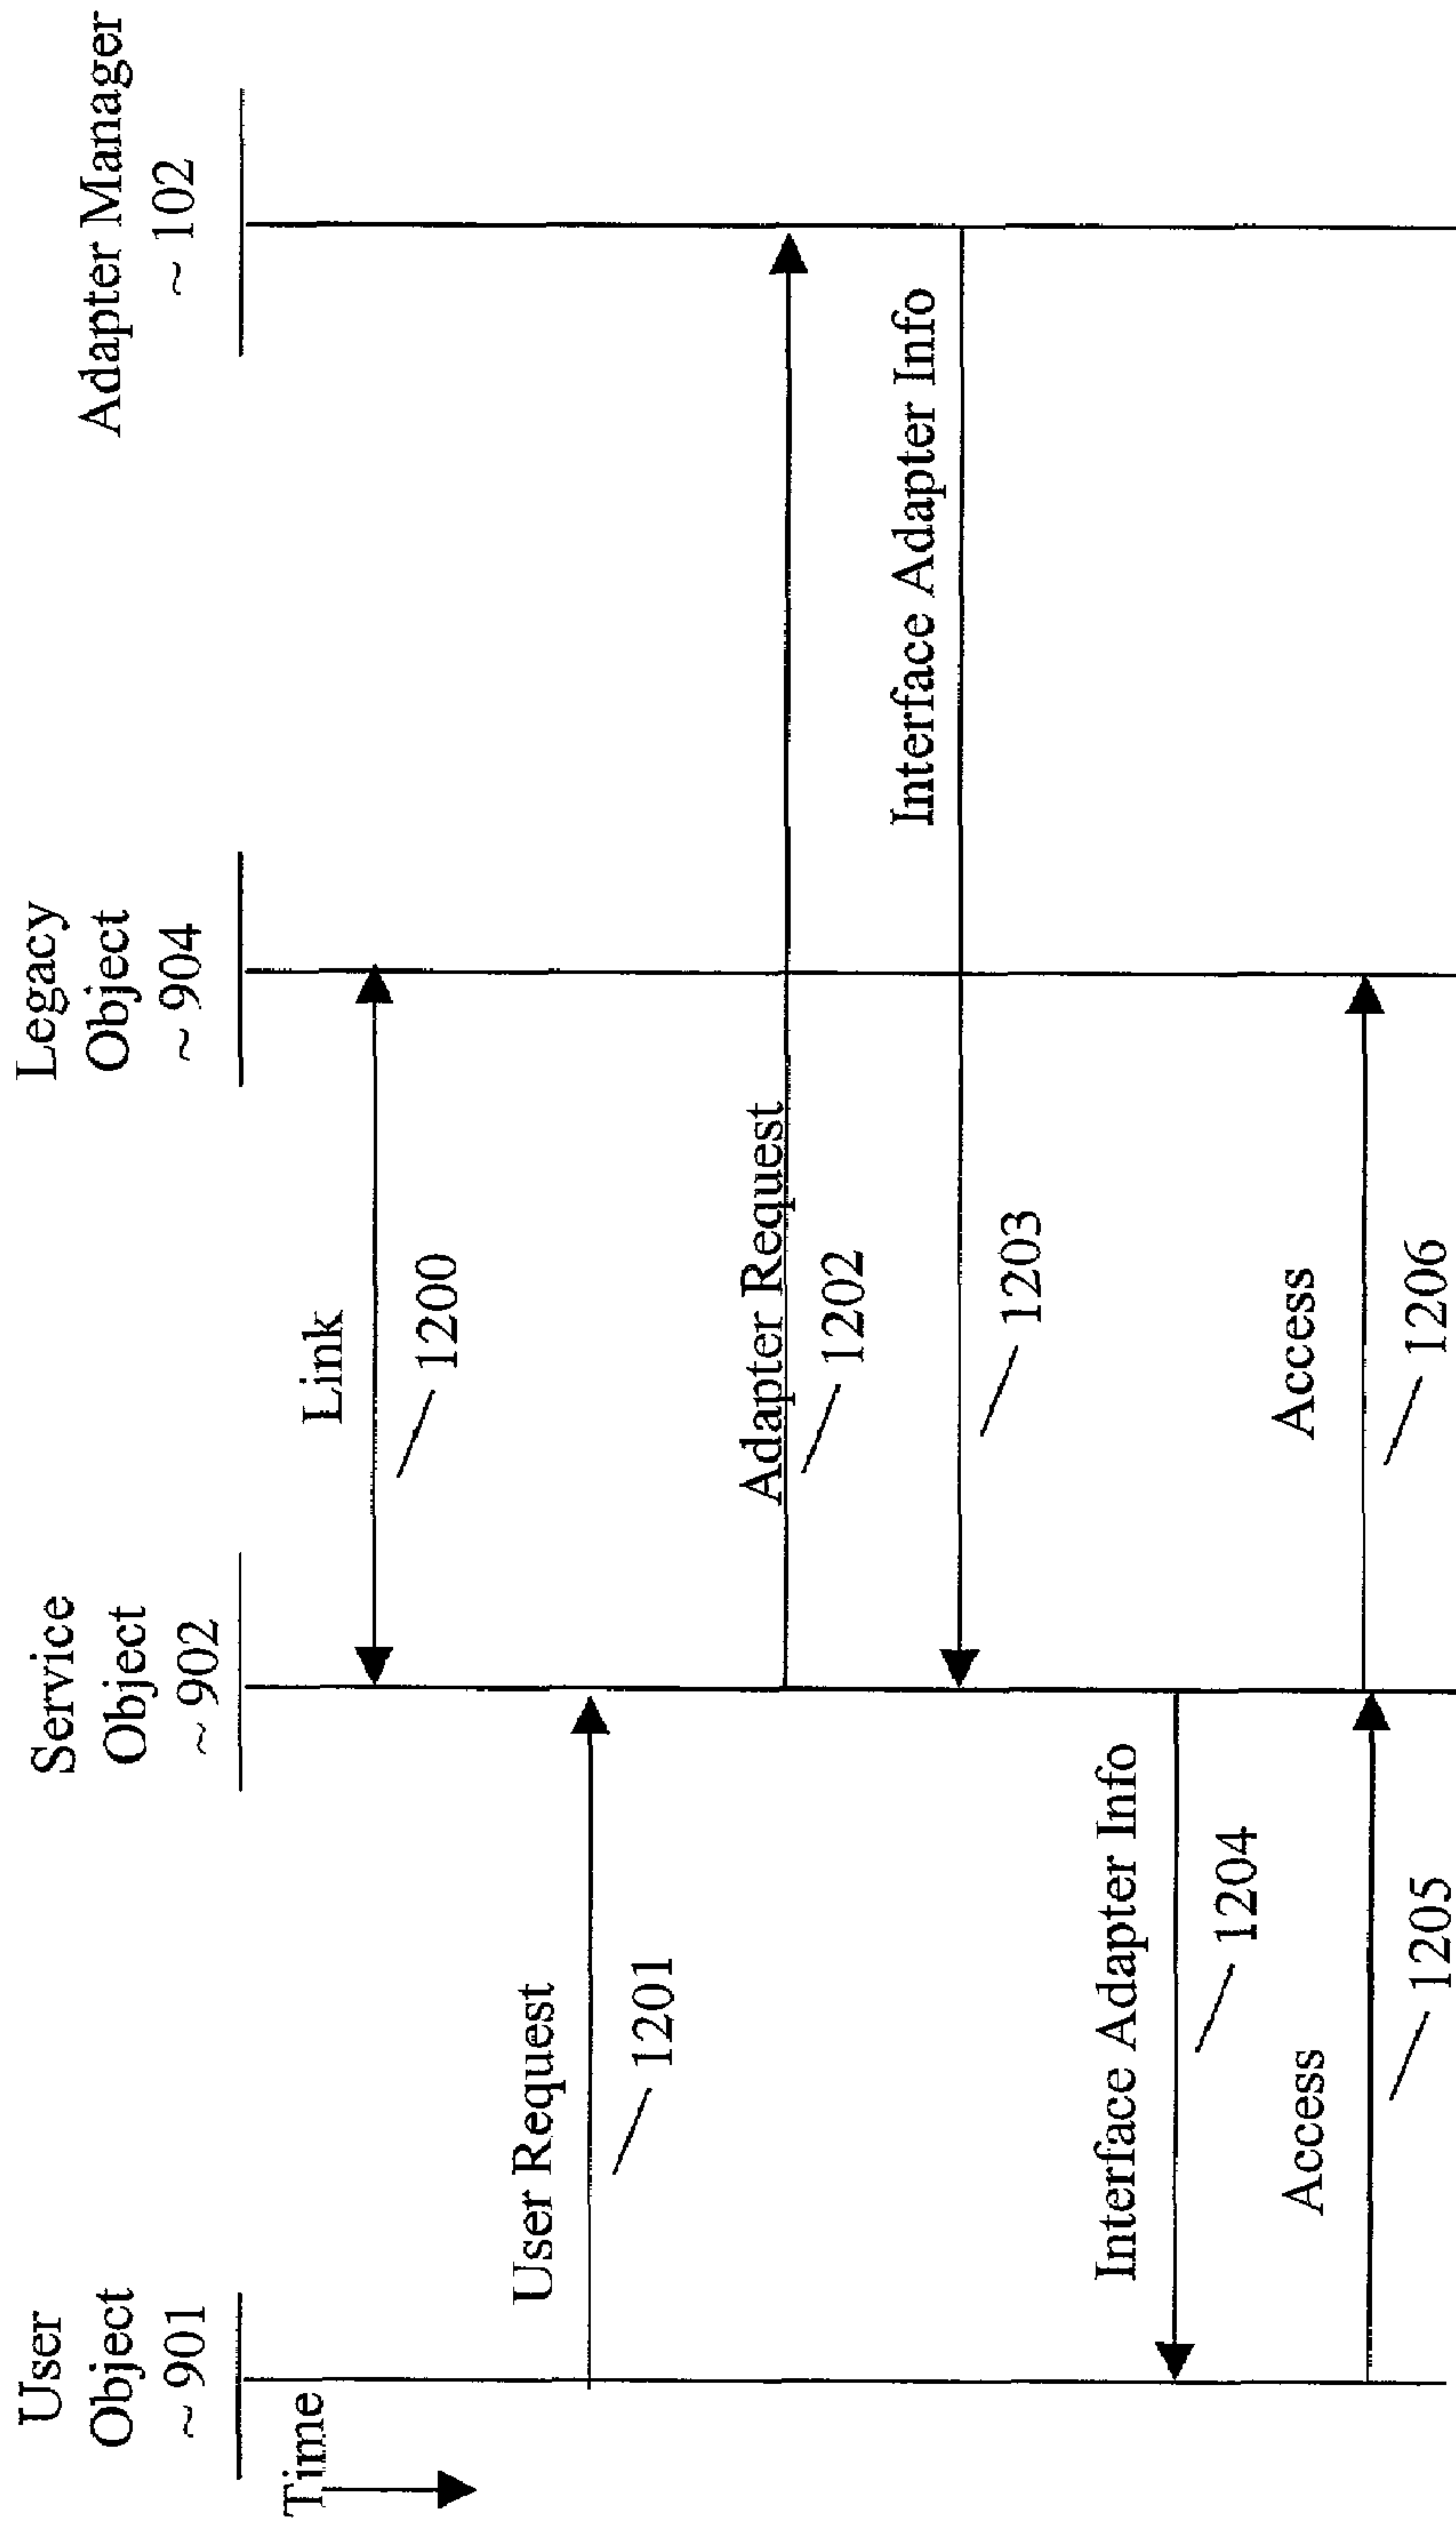 User
Object
~ 901
Service
Object
~ 902
Legacy
Object
~ 904
Adapter Manager
~ 102
Time
Link
1200
User Request
1201
Adapter Request
1202
Interface Adapter Info
1203
Interface Adapter Info
1204
Access
1205
Access
1206